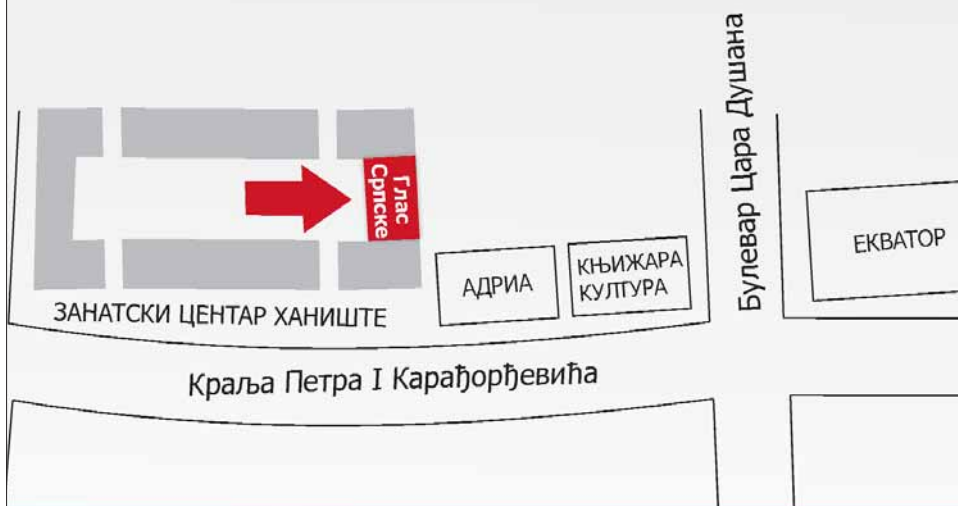 Булевар Цара Душана
Глас
Српске
ЕКВАТОР
АДРИА
КЊИЖАРА
КУЛТУРА
ЗАНАТСКИ ЦЕНТАР ХАНИШТЕ
Краља Петра I Карађорђевића